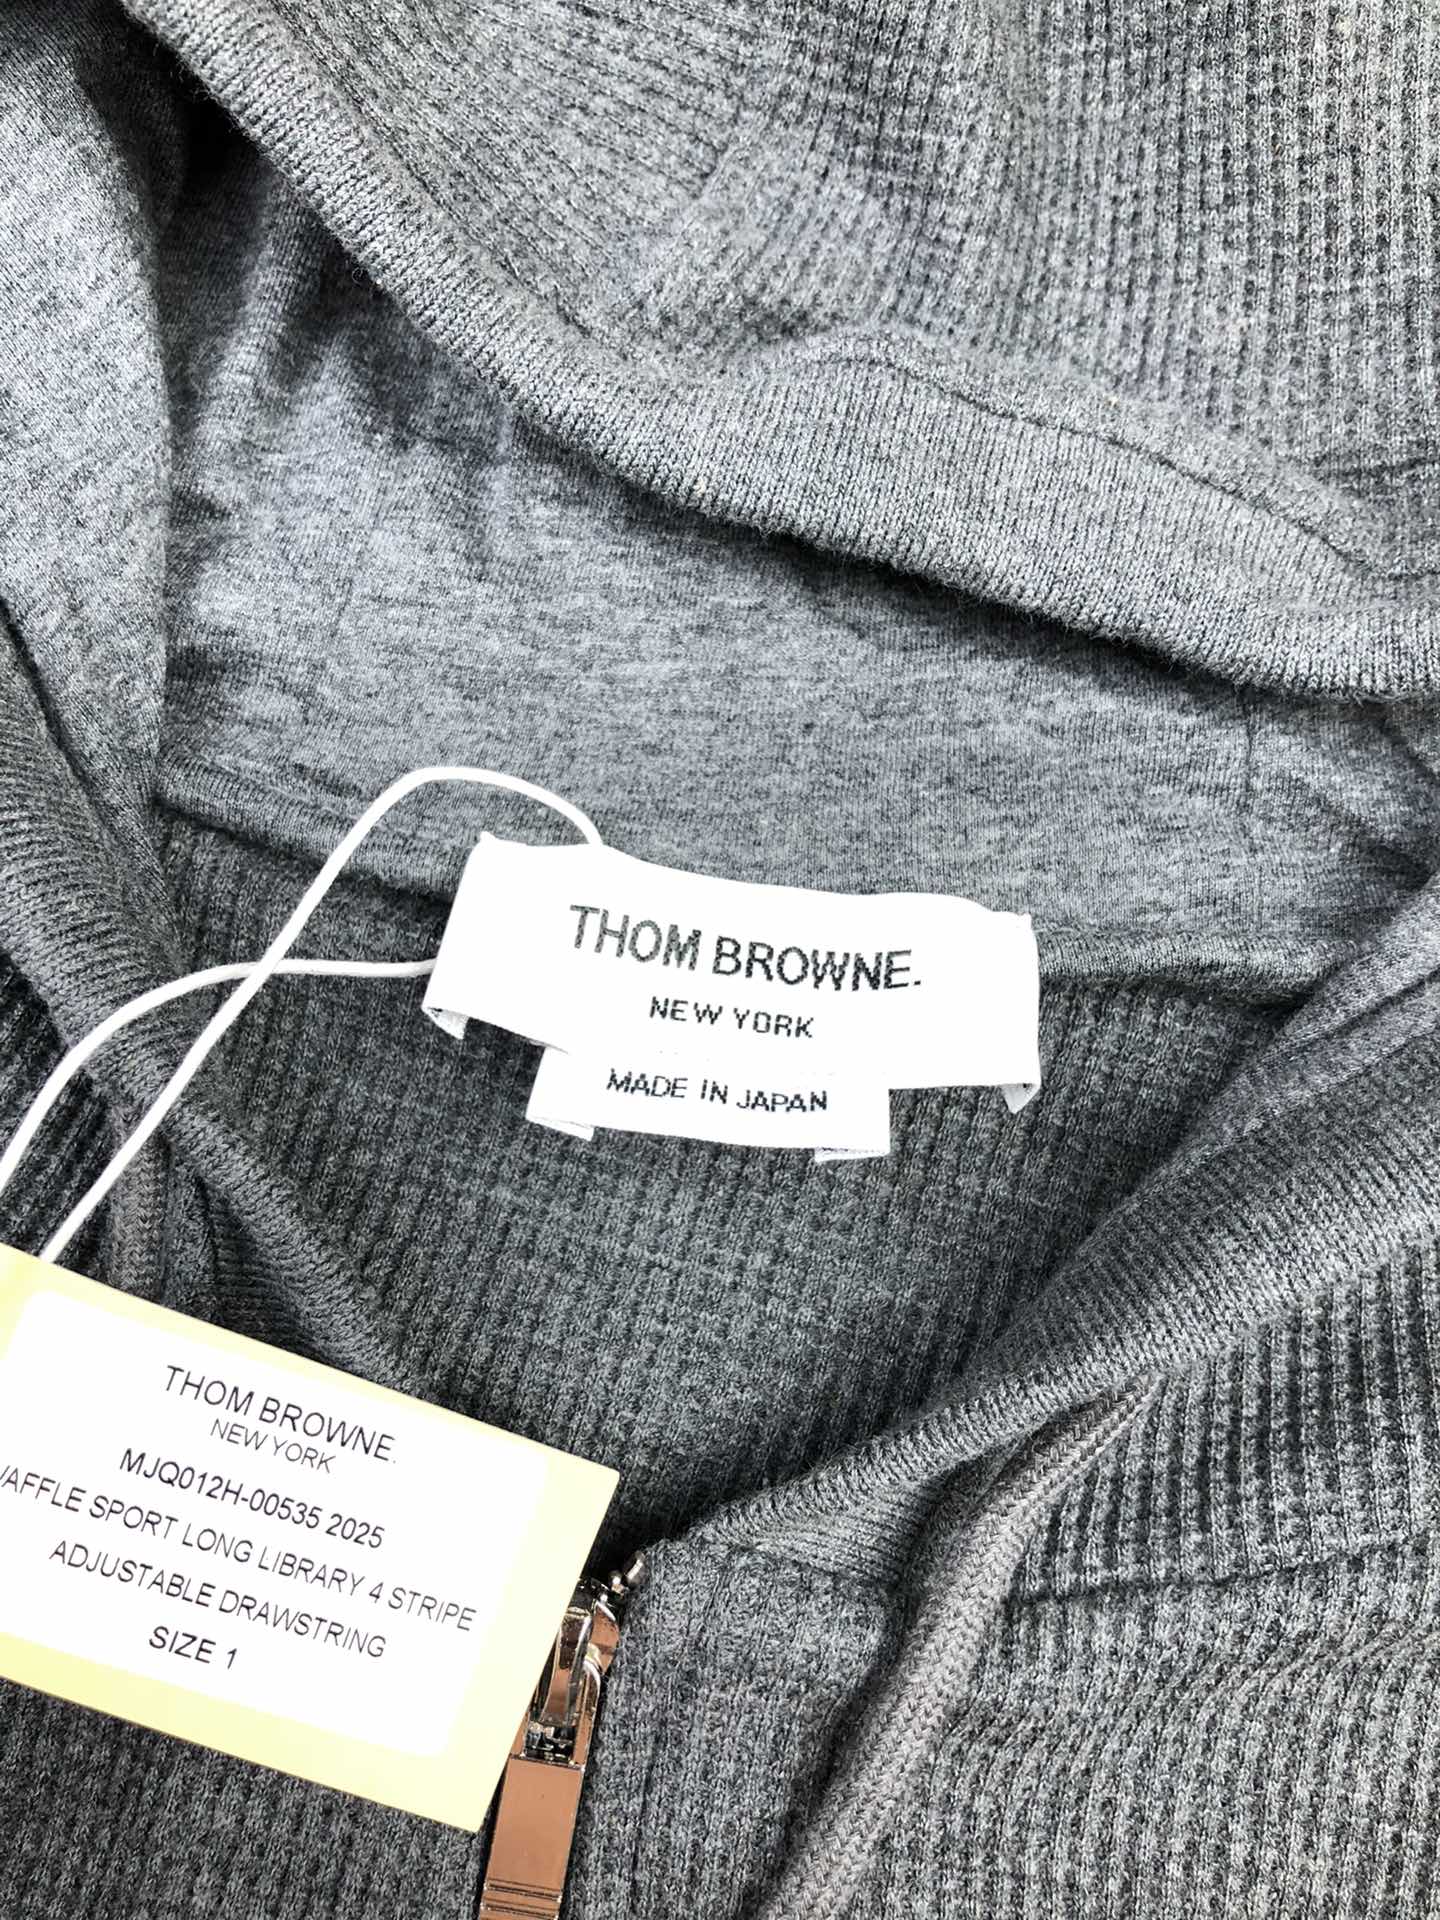 THOM BROWNE.
NEW YORK
MADE IN JAPAN
THOM BROWNE.
NEW YORK
MJQ012H-00535 2025
SPORT LONG LIBRARY 4 STRIPE
ADJUSTABLE DRAWSTRING
SIZE 1